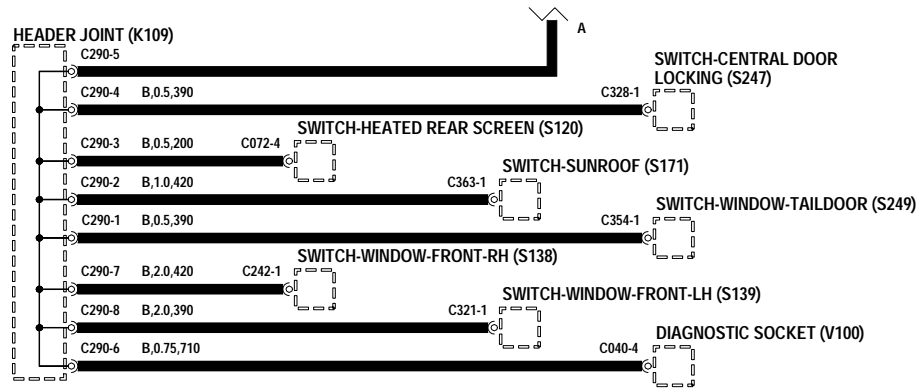 A
HEADER JOINT (K109)
C290-5
SWITCH-CENTRAL DOOR
LOCKING (S247)
C290-4 B,0.5,390 C328-1
SWITCH-HEATED REAR SCREEN (S120)
C290-3 B,0.5,200 C072-4
SWITCH-SUNROOF (S171)
C290-2 B,1.0,420 C363-1
SWITCH-WINDOW-TAILDOOR (S249)
C290-1 B,0.5,390 C354-1
SWITCH-WINDOW-FRONT-RH (S138)
C290-7 B,2.0,420 C242-1
SWITCH-WINDOW-FRONT-LH (S139)
C290-8 B,2.0,390 C321-1
DIAGNOSTIC SOCKET (V100)
C290-6 B,0.75,710 C040-4